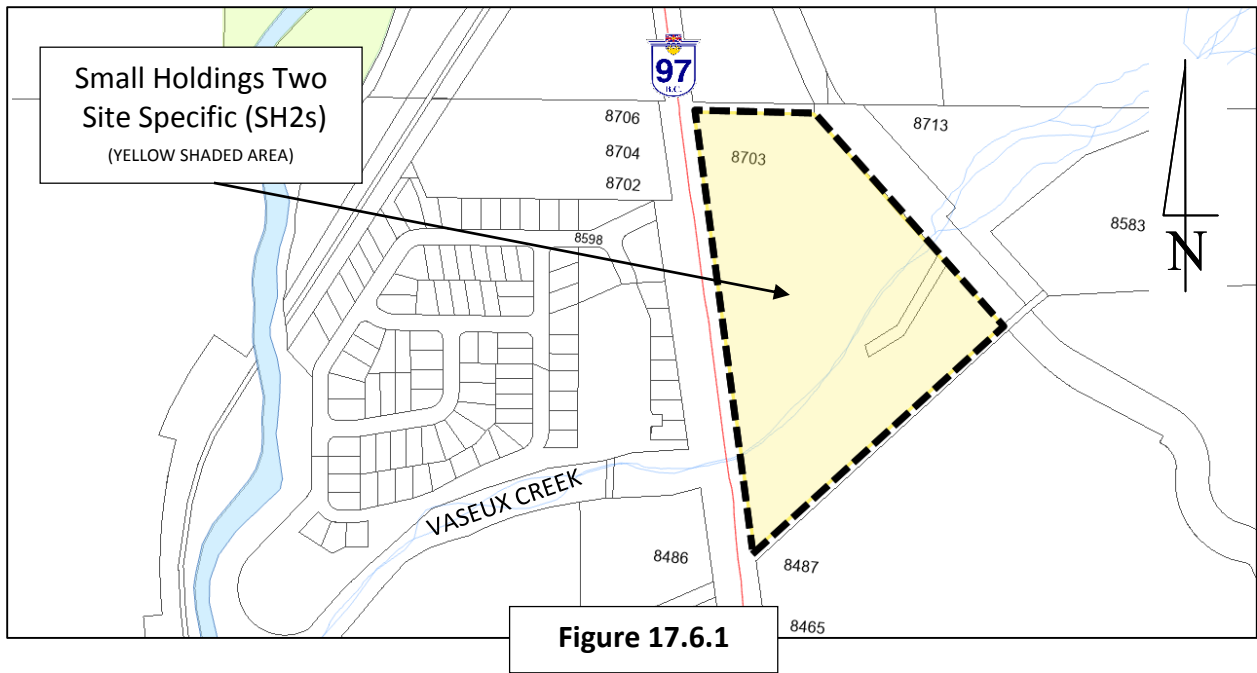 Small Holdings Two
Site Specific (SH2s)
(YELLOW SHADED AREA)
97
B.C.
8706
8704
8702
8703
8713
8583
N
8598
VASEUX CREEK
8486
8487
8465
Figure 17.6.1